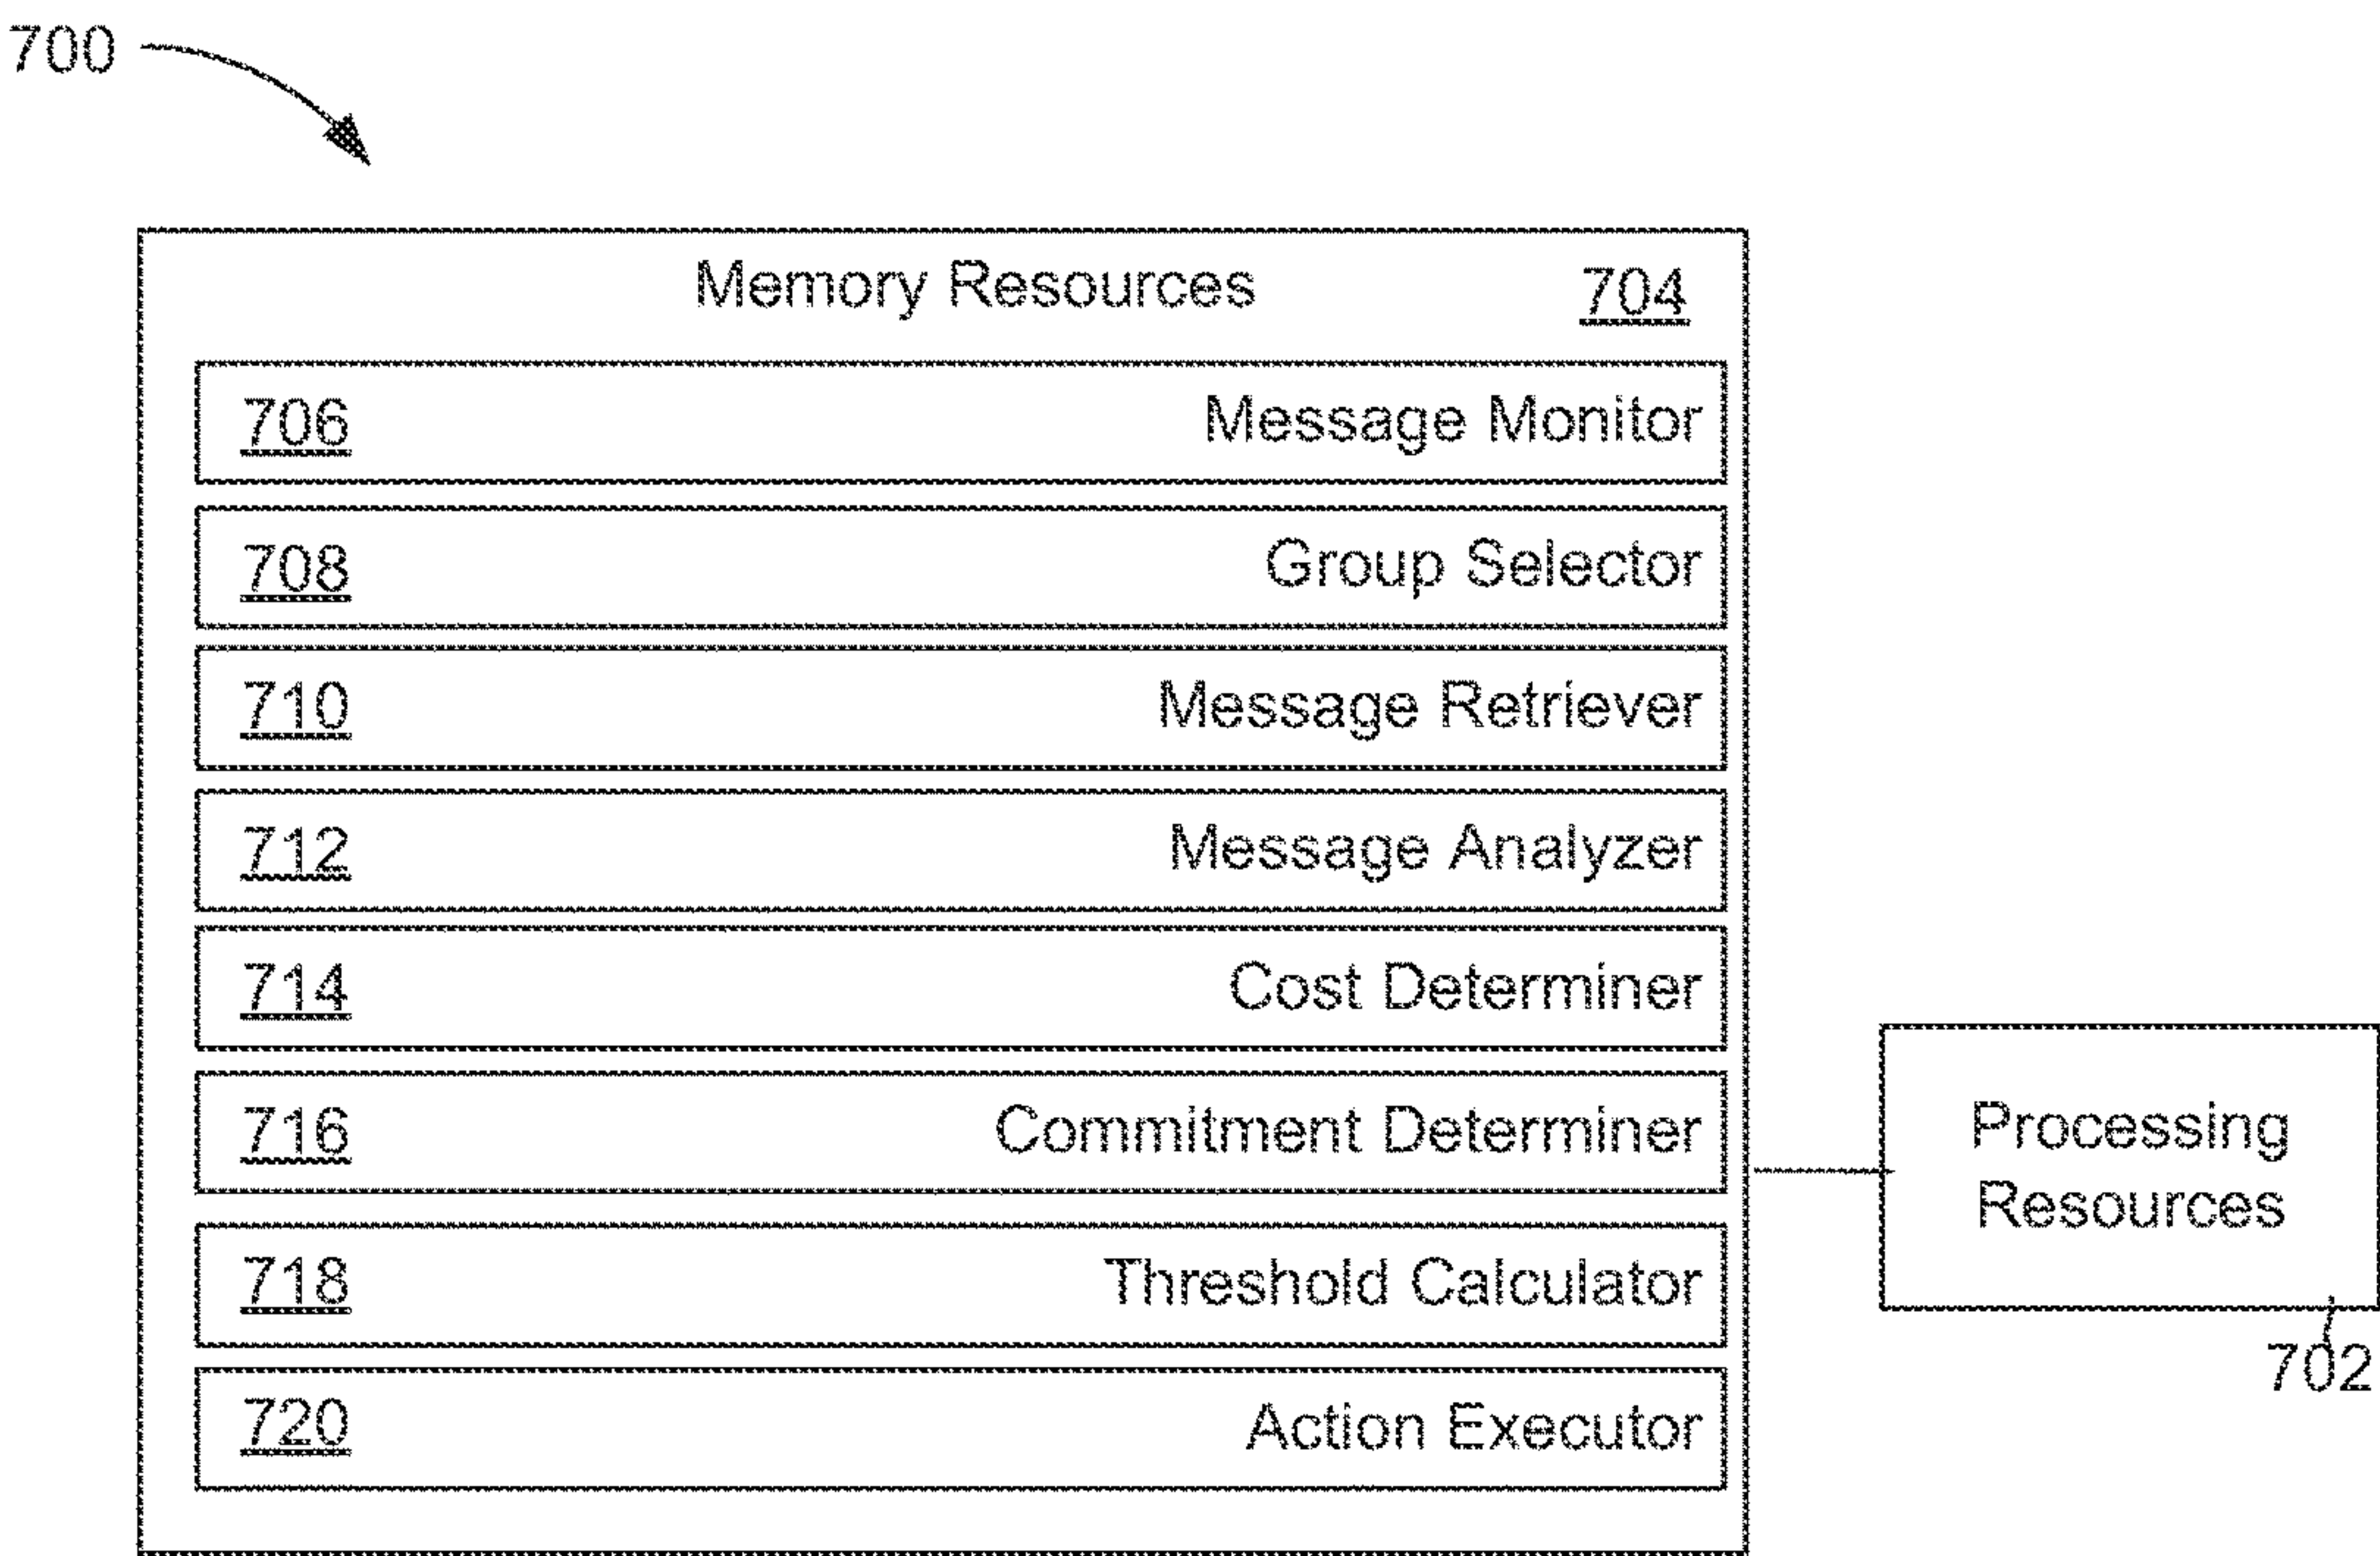 700
Memory Resources 704
706 Message Monitor
708 Group Selector
710 Message Retriever
712 Message Analyzer
714 Cost Determiner
716 Commitment Determiner
718 Threshold Calculator
720 Action Executor
Processing
Resources
702